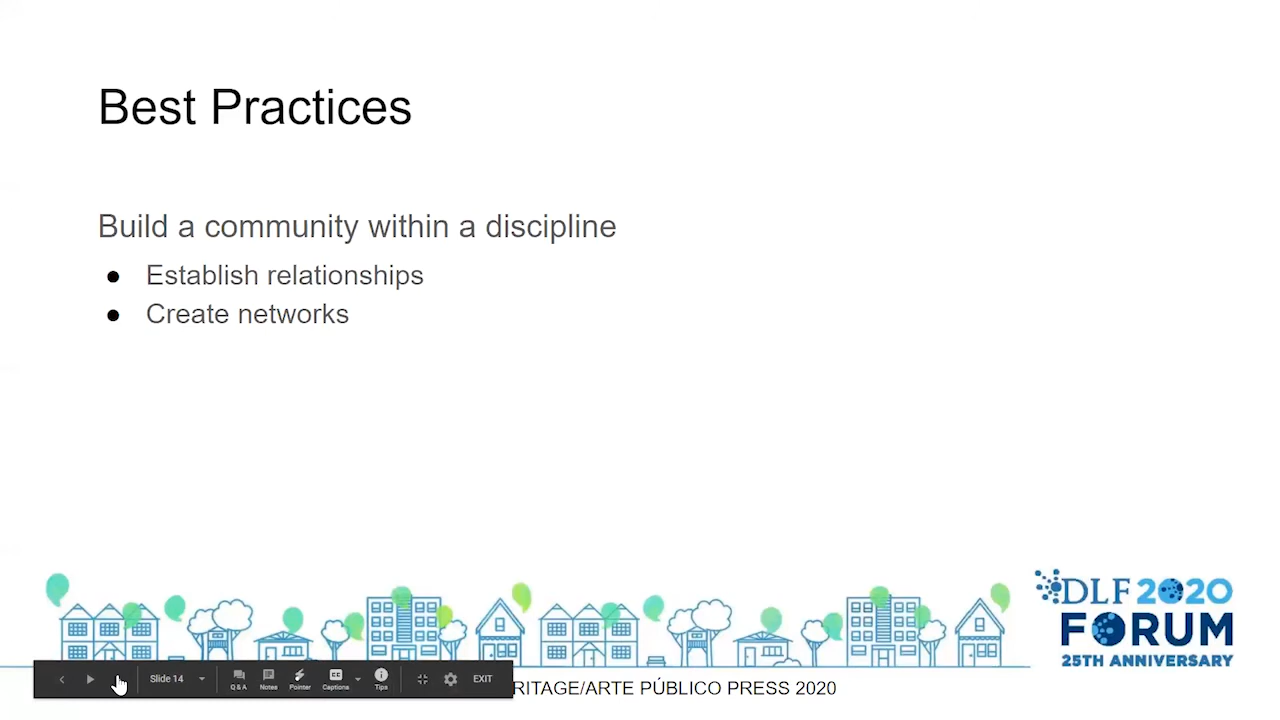 Best Practices
Build a community within a discipline
● Establish relationships
● Create networks
DLF 2020
FORUM
25TH ANNIVERSARY
Slide 14
Q & A
Notes
Pointer
CC
Captions
Tips
EXIT
RITAGE/ARTE PÚBLICO PRESS 2020